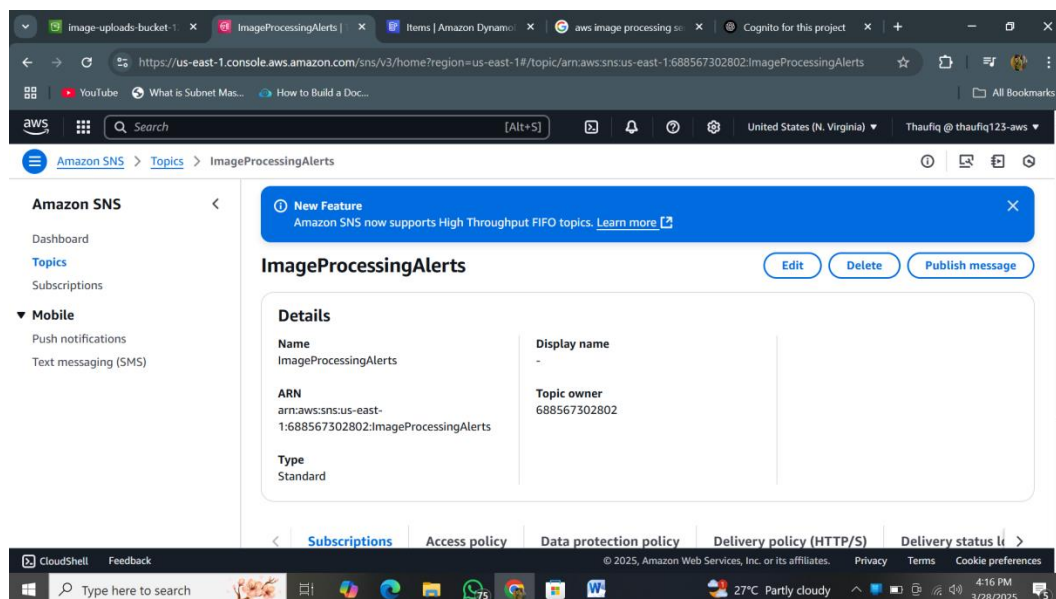 image-uploads-bucket-1
ImageProcessingAlerts |
Items | Amazon Dynamo
aws image processing se
Cognito for this project
https://us-east-1.console.aws.amazon.com/sns/v3/home?region=us-east-1#/topic/arn:aws:sns:us-east-1:688567302802:ImageProcessingAlerts
YouTube
What is Subnet Mas...
How to Build a Doc...
All Bookmarks
aws
Search
[Alt+S]
United States (N. Virginia)
Thaufiq @ thaufiq123-aws
Amazon SNS > Topics > ImageProcessingAlerts
Amazon SNS
Dashboard
Topics
Subscriptions
Mobile
Push notifications
Text messaging (SMS)
New Feature
Amazon SNS now supports High Throughput FIFO topics. Learn more
ImageProcessingAlerts
Edit
Delete
Publish message
Details
Name
ImageProcessingAlerts
Display name
-
ARN
arn:aws:sns:us-east-
1:688567302802:ImageProcessingAlerts
Topic owner
688567302802
Type
Standard
Subscriptions
Access policy
Data protection policy
Delivery policy (HTTP/S)
Delivery status
CloudShell
Feedback
© 2025, Amazon Web Services, Inc. or its affiliates.
Privacy
Terms
Cookie preferences
Type here to search
75
27°C Partly cloudy
4:16 PM
3/28/2025
5